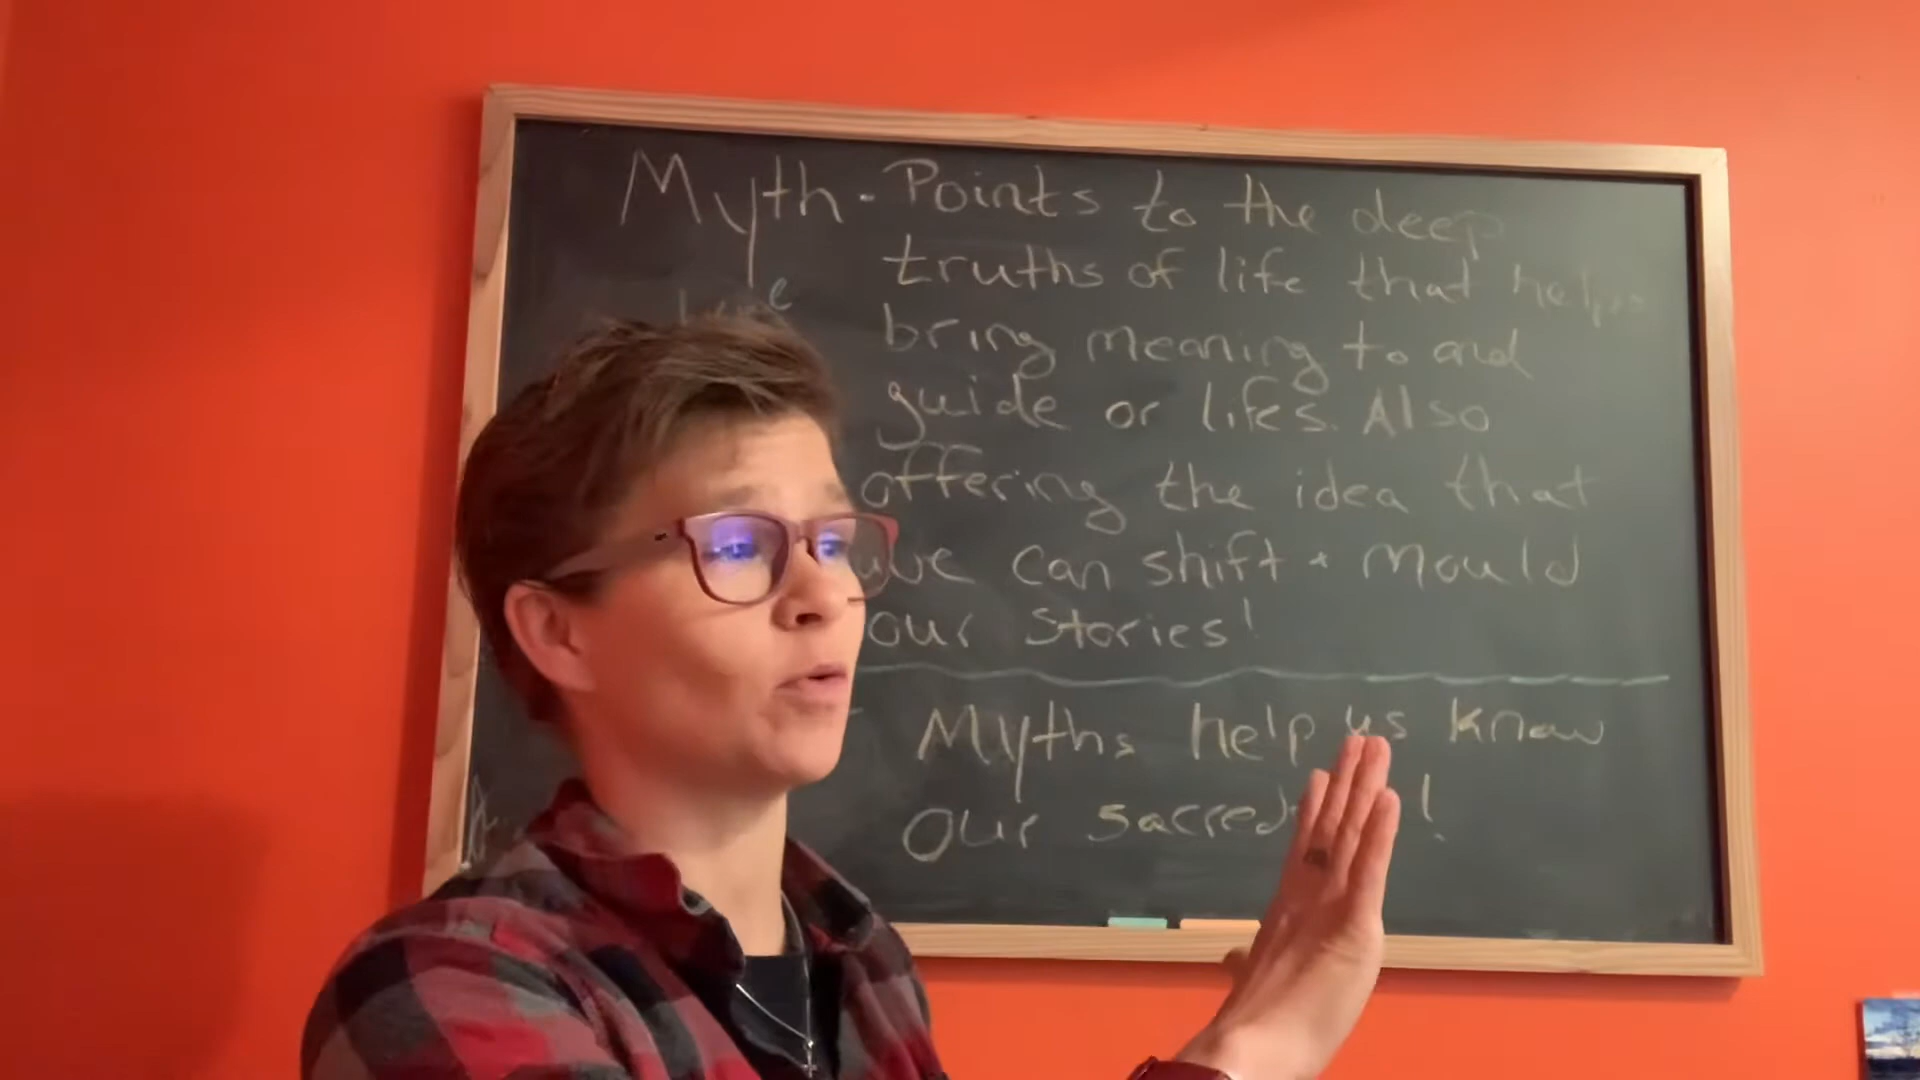 Myth - Points to the deep
truths of life that helps
bring meaning to and
guide or lifes. Also
offering the idea that
we can shift + mould
our stories!
Myths help us know
our sacred !